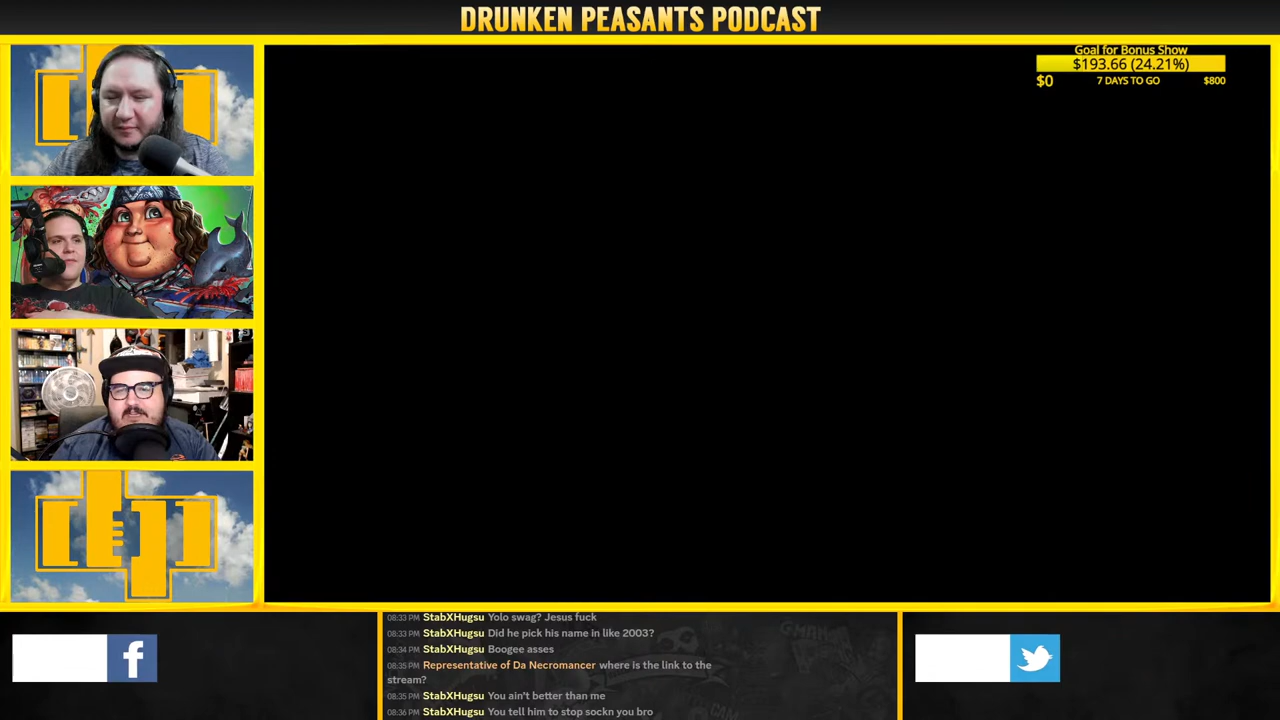 DRUNKEN PEASANTS PODCAST
Goal for Bonus Show
$193.66 (24.21%)
$0 7 DAYS TO GO $800
08:33 PM StabXHugsu Yolo swag? Jesus fuck
08:33 PM StabXHugsu Did he pick his name in like 2003?
08:34 PM StabXHugsu Boogee asses
08:35 PM Representative of Da Necromancer where is the link to the
stream?
08:35 PM StabXHugsu You ain't better than me
08:36 PM StabXHugsu You tell him to stop sockn you bro